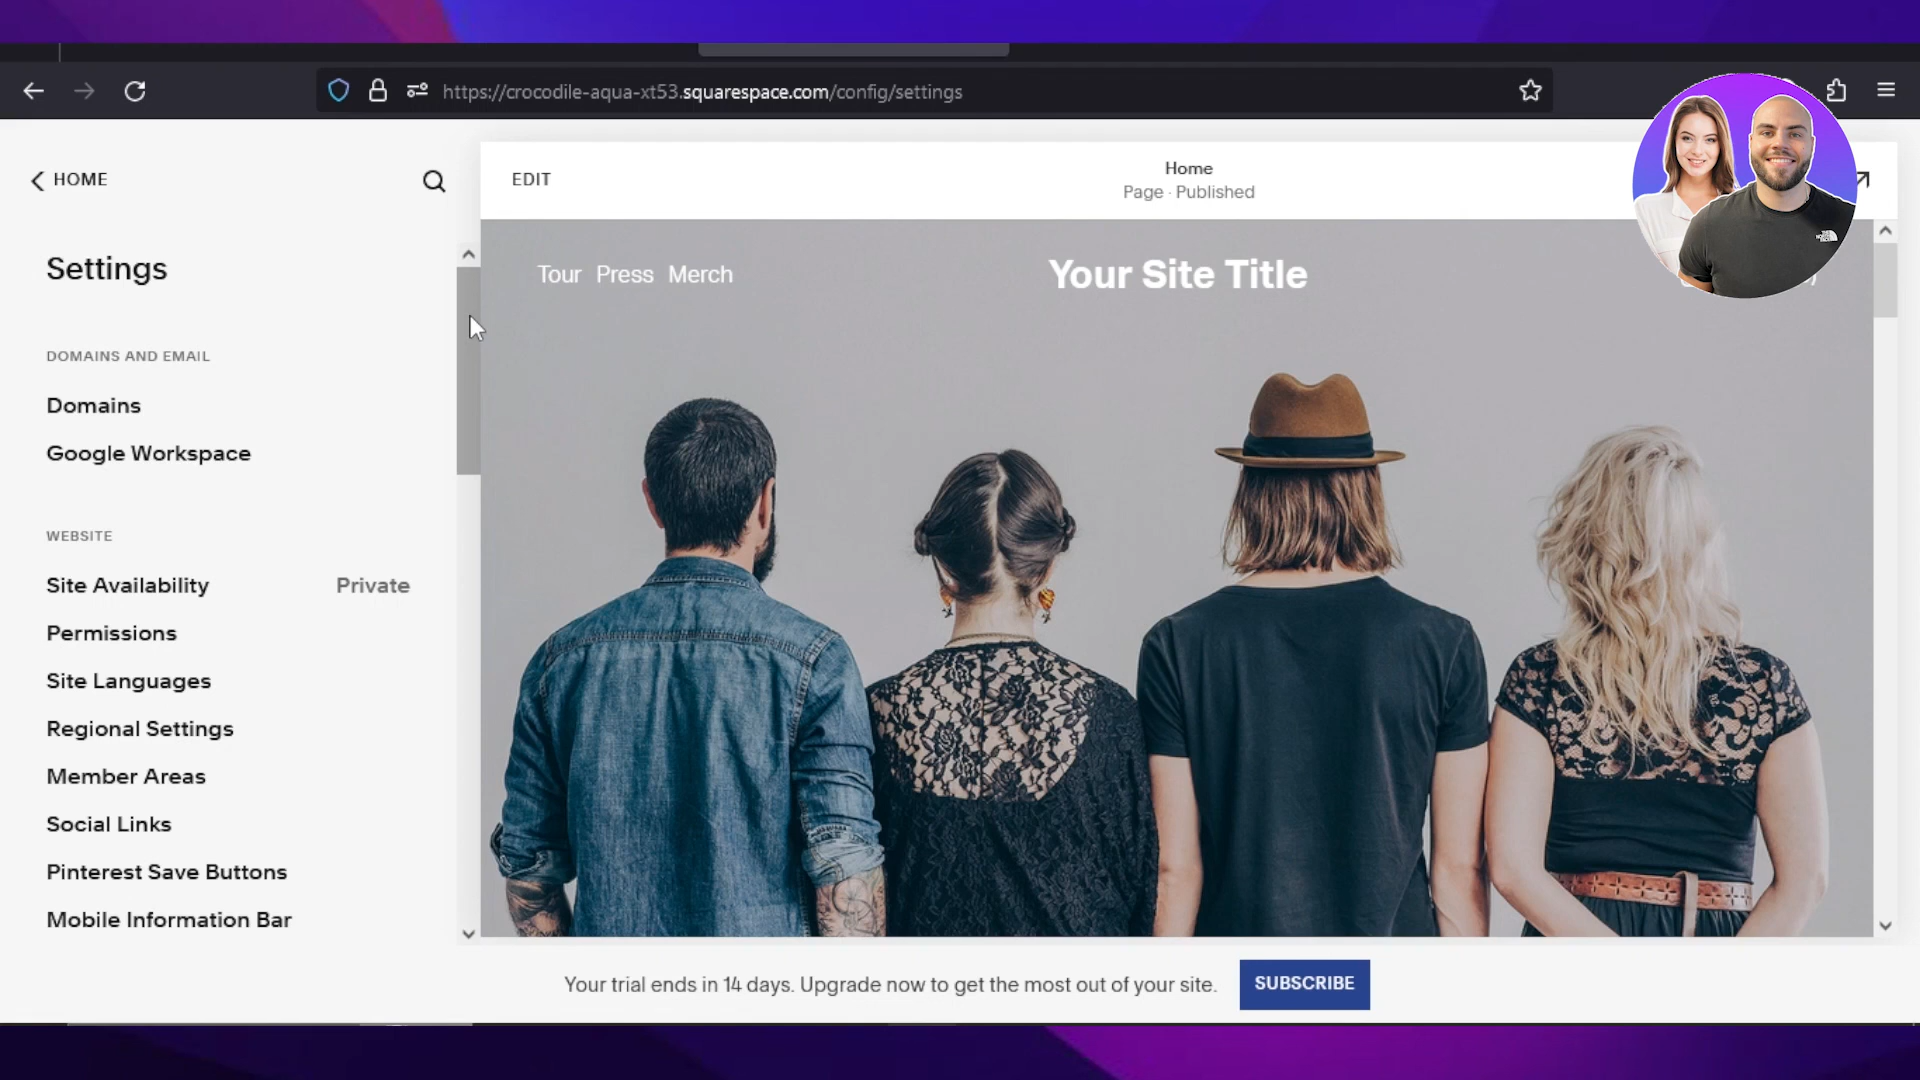 https://crocodile-aqua-xt53.squarespace.com/config/settings
HOME
EDIT
Home
Page · Published
Settings
Tour Press Merch
Your Site Title
DOMAINS AND EMAIL
Domains
Google Workspace
WEBSITE
Site Availability Private
Permissions
Site Languages
Regional Settings
Member Areas
Social Links
Pinterest Save Buttons
Mobile Information Bar
Your trial ends in 14 days. Upgrade now to get the most out of your site.
SUBSCRIBE